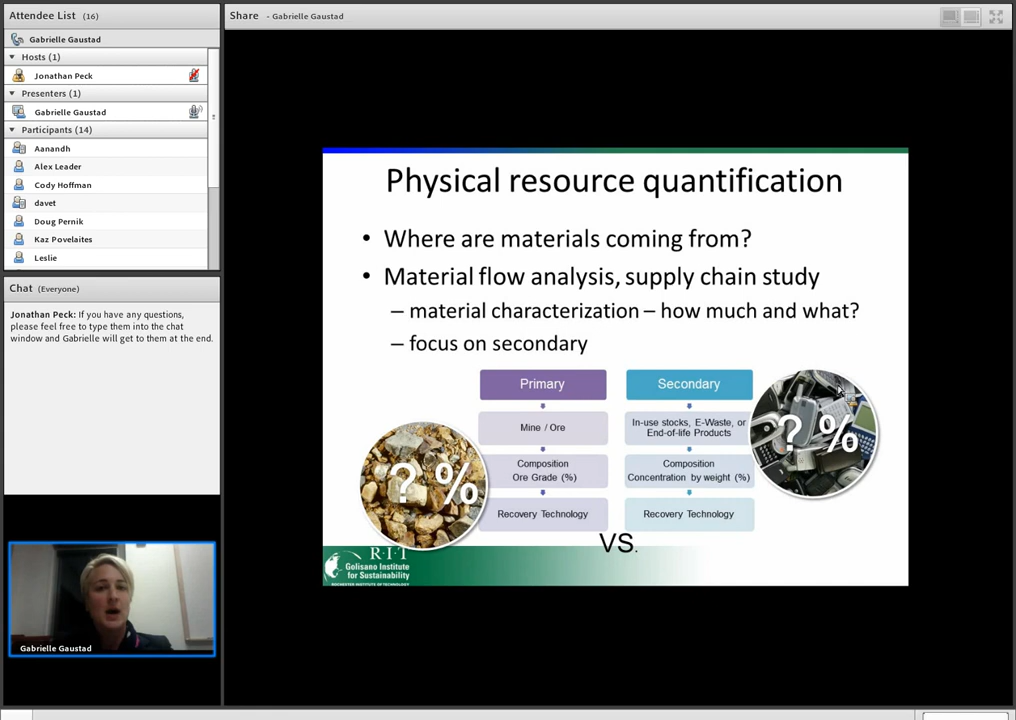 Attendee List (16)
Gabrielle Gaustad
Hosts (1)
Jonathan Peck
Presenters (1)
Gabrielle Gaustad
Participants (14)
Aanandh
Alex Leader
Cody Hoffman
davet
Doug Pernik
Kaz Povelaites
Leslie
Chat (Everyone)
Jonathan Peck: If you have any questions,
please feel free to type them into the chat
window and Gabrielle will get to them at the end.
Gabrielle Gaustad
Share - Gabrielle Gaustad
Physical resource quantification
• Where are materials coming from?
• Material flow analysis, supply chain study
– material characterization – how much and what?
– focus on secondary
? %
Primary
Mine / Ore
Composition
Ore Grade (%)
Recovery Technology
VS.
Secondary
In-use stocks, E-Waste, or
End-of-life Products
Composition
Concentration by weight (%)
Recovery Technology
? %
R·I·T
Golisano Institute
for Sustainability
ROCHESTER INSTITUTE OF TECHNOLOGY